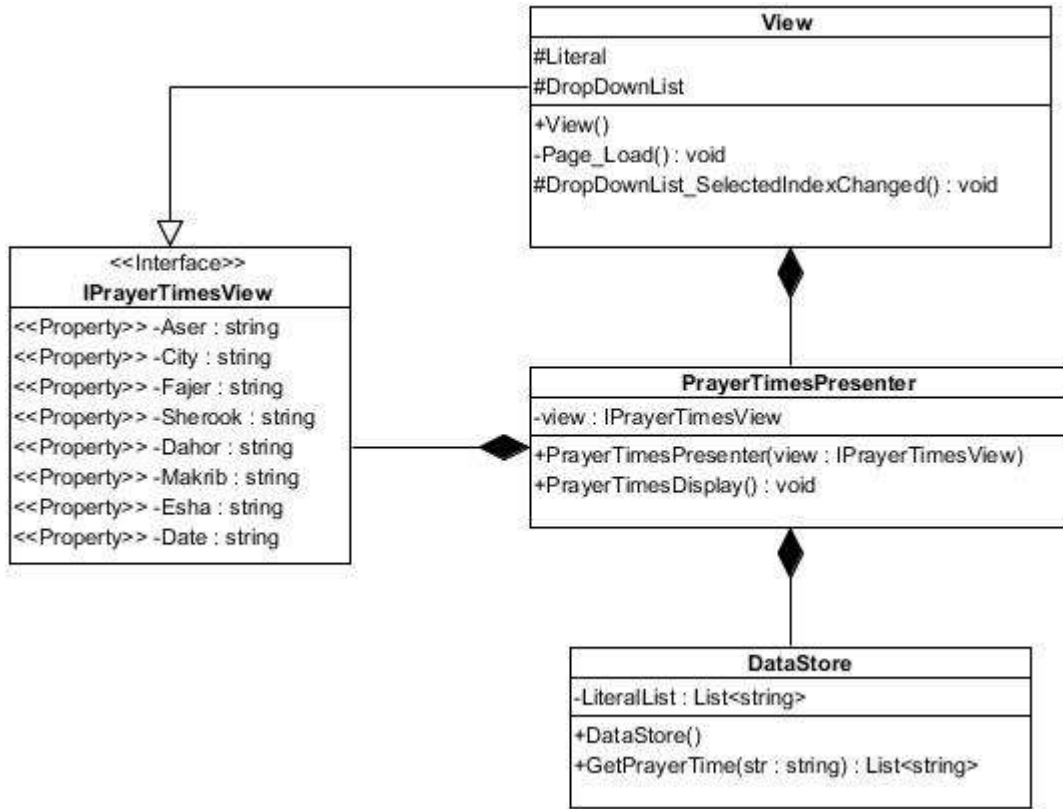 View
#Literal
#DropDownList
+View()
-Page_Load() : void
#DropDownList_SelectedIndexChanged() : void
<<Interface>>
IPrayerTimesView
<<Property>> -Aser : string
<<Property>> -City : string
<<Property>> -Fajer : string
<<Property>> -Sherook : string
<<Property>> -Dahor : string
<<Property>> -Makrib : string
<<Property>> -Esha : string
<<Property>> -Date : string
PrayerTimesPresenter
-view : IPrayerTimesView
+PrayerTimesPresenter(view : IPrayerTimesView)
+PrayerTimesDisplay() : void
DataStore
-LiteralList : List<string>
+DataStore()
+GetPrayerTime(str : string) : List<string>